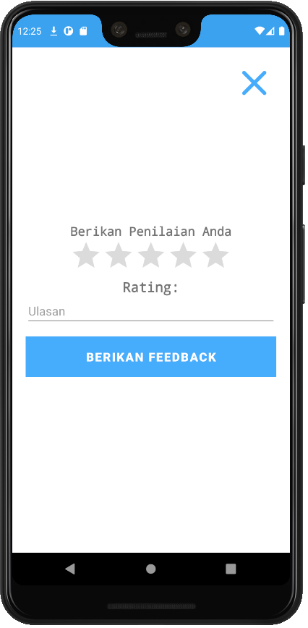 12:25
Berikan Penilaian Anda
Rating:
Ulasan
BERIKAN FEEDBACK